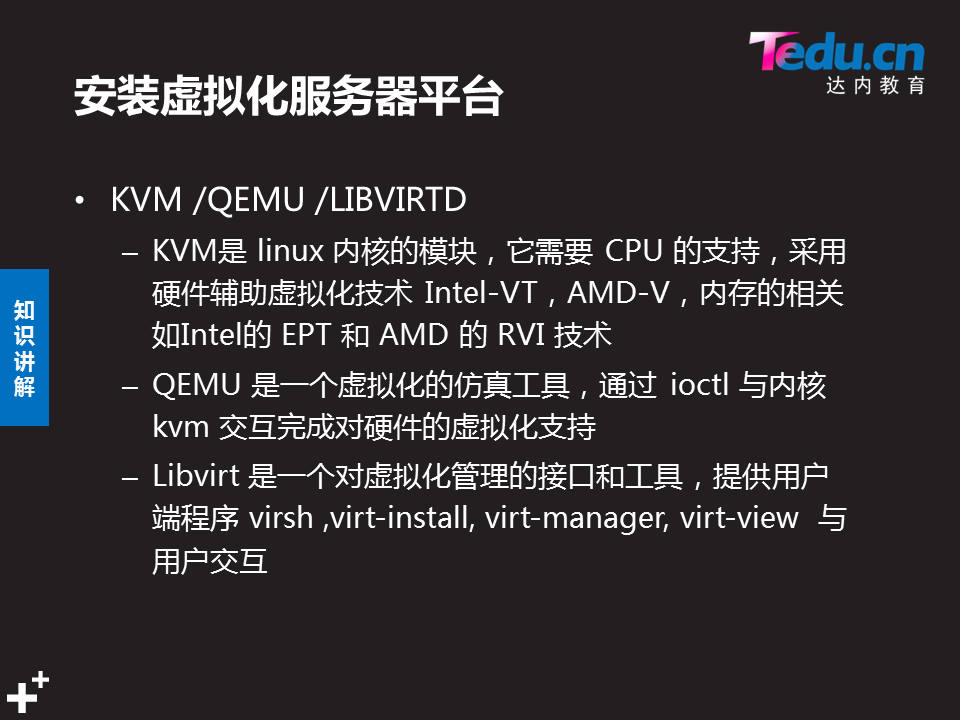 Tedu.cn
达内教育
安装虚拟化服务器平台
• KVM /QEMU /LIBVIRTD
– KVM是 linux 内核的模块，它需要 CPU 的支持，采用
硬件辅助虚拟化技术 Intel-VT，AMD-V，内存的相关
如Intel的 EPT 和 AMD 的 RVI 技术
– QEMU 是一个虚拟化的仿真工具，通过 ioctl 与内核
kvm 交互完成对硬件的虚拟化支持
– Libvirt 是一个对虚拟化管理的接口和工具，提供用户
端程序 virsh ,virt-install, virt-manager, virt-view 与
用户交互
知
识
讲
解